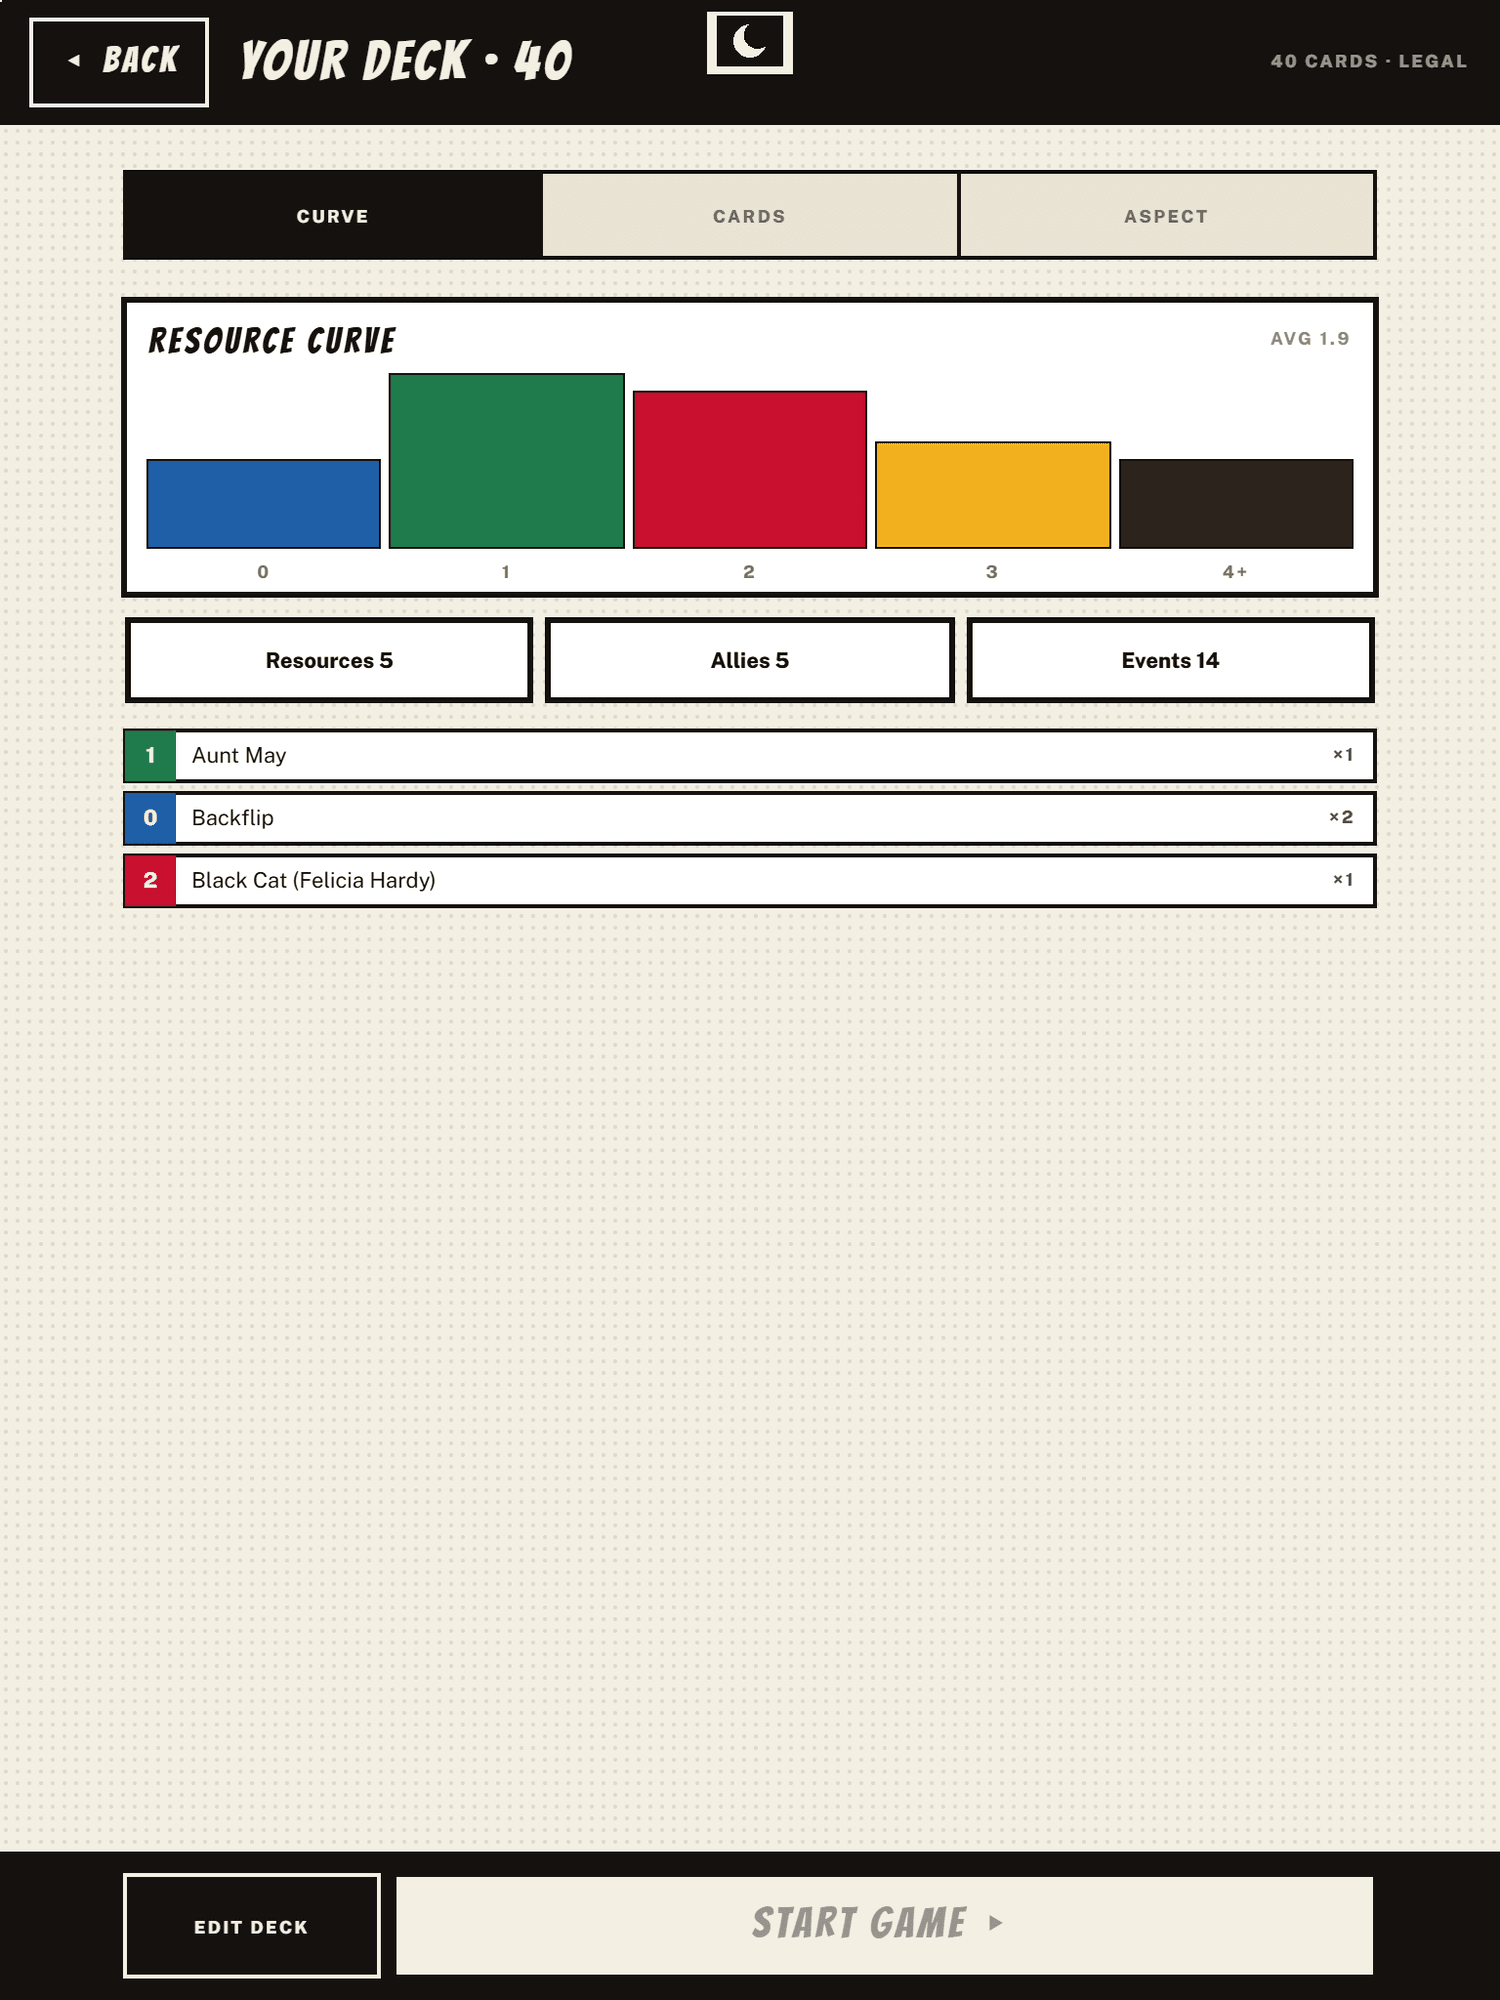 ◂ BACK
YOUR DECK · 40
40 CARDS · LEGAL
CURVE
CARDS
ASPECT
RESOURCE CURVE
AVG 1.9
0
1
2
3
4+
Resources 5
Allies 5
Events 14
1 Aunt May ×1
0 Backflip ×2
2 Black Cat (Felicia Hardy) ×1
EDIT DECK
START GAME ▸